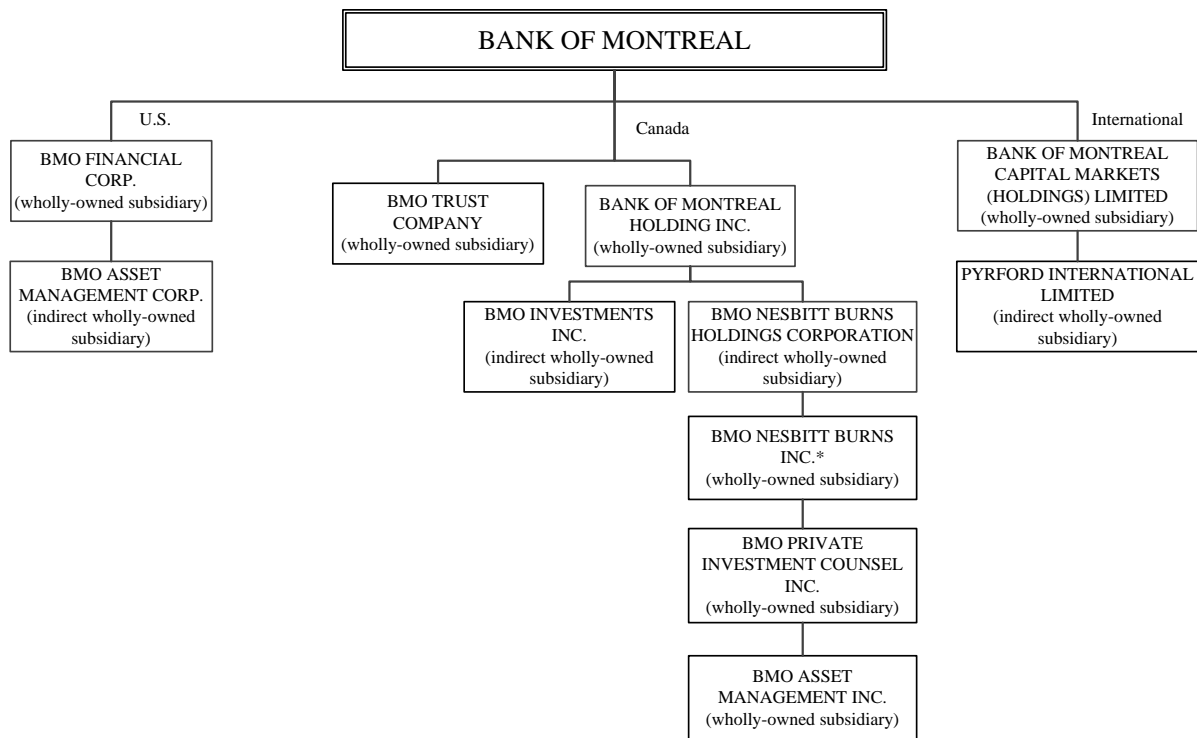 BANK OF MONTREAL
U.S.
Canada
International
BMO FINANCIAL
CORP.
(wholly-owned subsidiary)
BMO ASSET
MANAGEMENT CORP.
(indirect wholly-owned
subsidiary)
BMO TRUST
COMPANY
(wholly-owned subsidiary)
BANK OF MONTREAL
HOLDING INC.
(wholly-owned subsidiary)
BMO INVESTMENTS
INC.
(indirect wholly-owned
subsidiary)
BMO NESBITT BURNS
HOLDINGS CORPORATION
(indirect wholly-owned
subsidiary)
BMO NESBITT BURNS
INC.*
(wholly-owned subsidiary)
BMO PRIVATE
INVESTMENT COUNSEL
INC.
(wholly-owned subsidiary)
BMO ASSET
MANAGEMENT INC.
(wholly-owned subsidiary)
BANK OF MONTREAL
CAPITAL MARKETS
(HOLDINGS) LIMITED
(wholly-owned subsidiary)
PYRFORD INTERNATIONAL
LIMITED
(indirect wholly-owned
subsidiary)